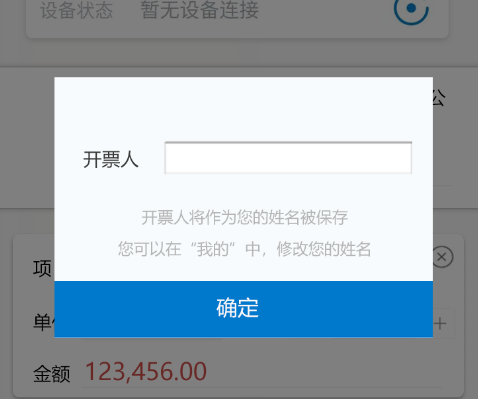 设备状态 暂无设备连接
公
开票人
开票人将作为您的姓名被保存
您可以在“我的”中，修改您的姓名
项
确定
单
金额 123,456.00